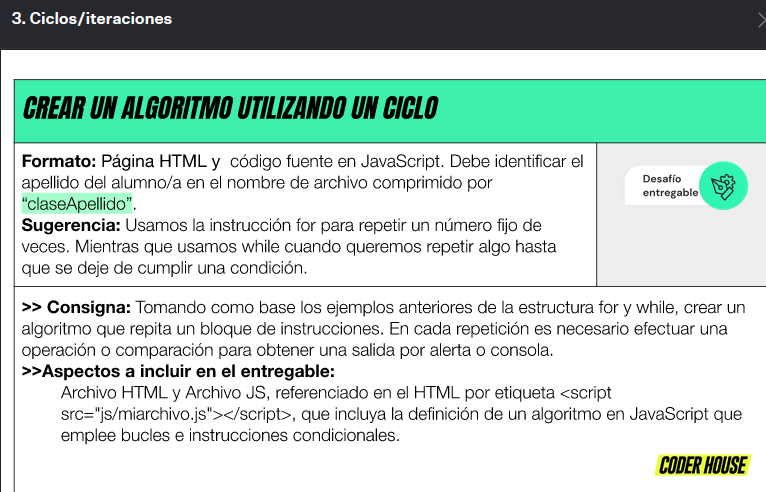 3. Ciclos/iteraciones
CREAR UN ALGORITMO UTILIZANDO UN CICLO
Formato: Página HTML y código fuente en JavaScript. Debe identificar el
apellido del alumno/a en el nombre de archivo comprimido por
“claseApellido”.
Sugerencia: Usamos la instrucción for para repetir un número fijo de
veces. Mientras que usamos while cuando queremos repetir algo hasta
que se deje de cumplir una condición.
Desafío
entregable
>> Consigna: Tomando como base los ejemplos anteriores de la estructura for y while, crear un
algoritmo que repita un bloque de instrucciones. En cada repetición es necesario efectuar una
operación o comparación para obtener una salida por alerta o consola.
>>Aspectos a incluir en el entregable:
Archivo HTML y Archivo JS, referenciado en el HTML por etiqueta <script
src="js/miarchivo.js"></script>, que incluya la definición de un algoritmo en JavaScript que
emplee bucles e instrucciones condicionales.
CODER HOUSE